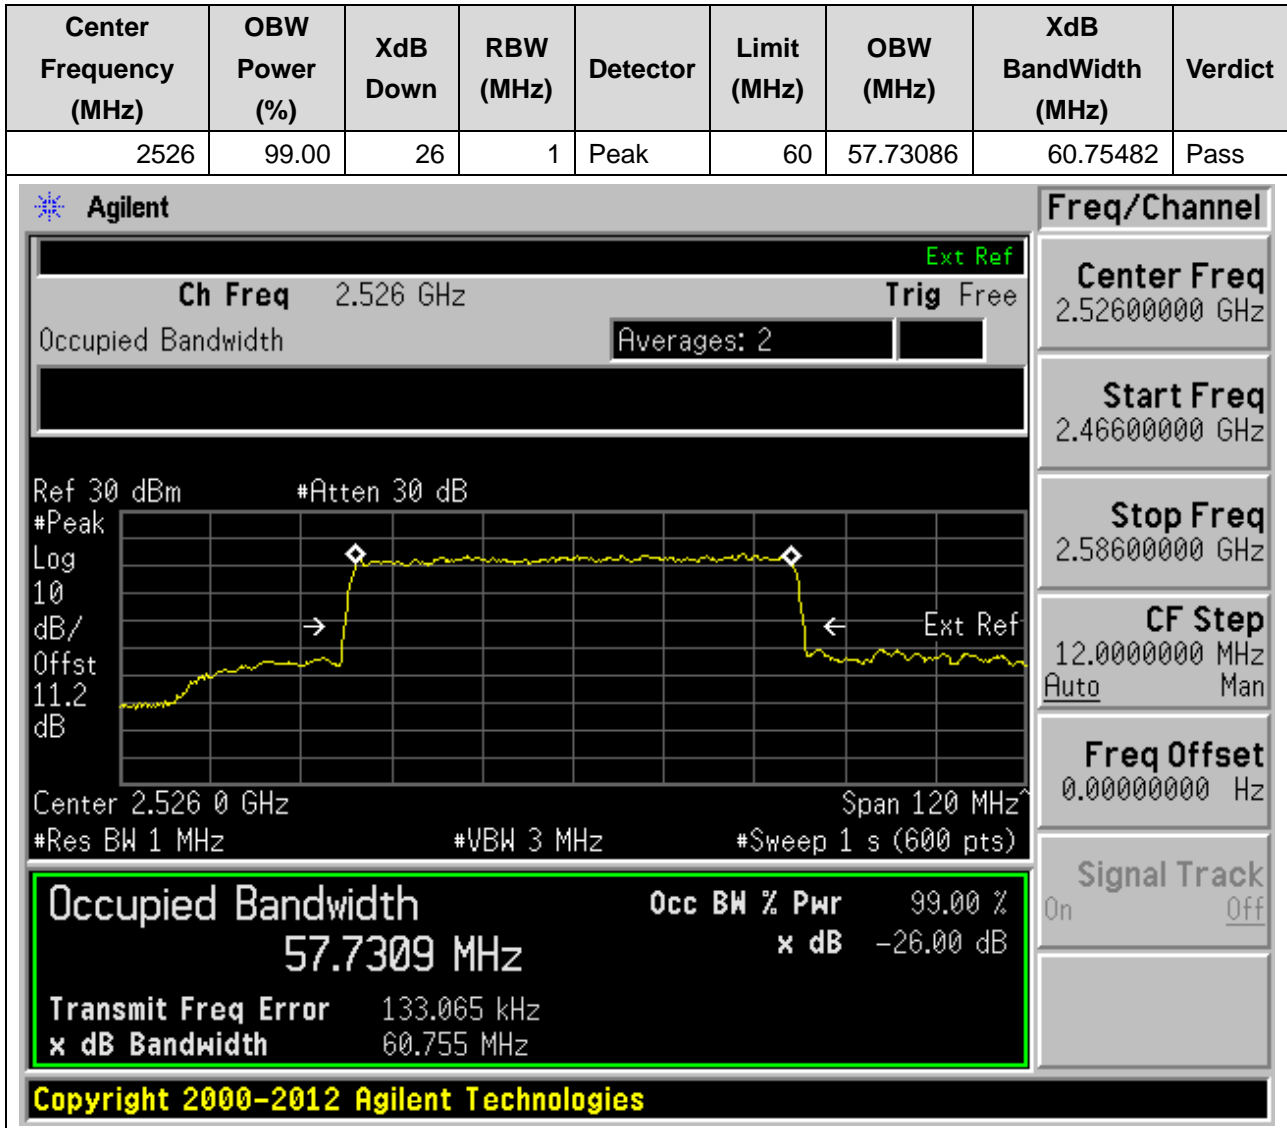 Center Frequency (MHz) OBW Power (%) XdB Down RBW (MHz) Detector Limit (MHz) OBW (MHz) XdB BandWidth (MHz) Verdict
2526 99.00 26 1 Peak 60 57.73086 60.75482 Pass
Agilent
Ext Ref
Ch Freq 2.526 GHz Trig Free
Occupied Bandwidth Averages: 2
Ref 30 dBm #Atten 30 dB
#Peak
Log
10
dB/
Offst
11.2
dB
Ext Ref
Center 2.526 0 GHz Span 120 MHz^
#Res BW 1 MHz #VBW 3 MHz #Sweep 1 s (600 pts)
Occupied Bandwidth
57.7309 MHz
Occ BW % Pwr 99.00 %
x dB -26.00 dB
Transmit Freq Error 133.065 kHz
x dB Bandwidth 60.755 MHz
Freq/Channel
Center Freq
2.52600000 GHz
Start Freq
2.46600000 GHz
Stop Freq
2.58600000 GHz
CF Step
12.0000000 MHz
Auto Man
Freq Offset
0.00000000 Hz
Signal Track
On Off
Copyright 2000-2012 Agilent Technologies